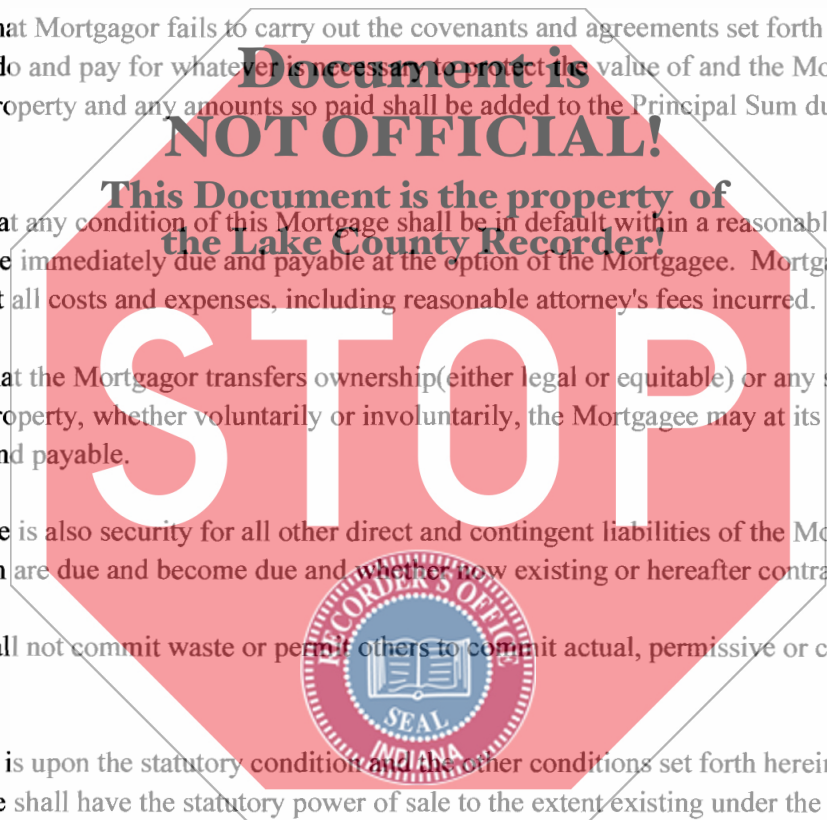 hat Mortgagor fails to carry out the covenants and agreements set forth
Document is
do and pay for whatever is necessary to protect the value of and the Mo
operty and any amounts so paid shall be added to the Principal Sum du
NOT OFFICIAL!
This Document is the property of
at any condition of this Mortgage shall be in default within a reasonabl
the Lake County Recorder!
e immediately due and payable at the option of the Mortgagee. Mortga
t all costs and expenses, including reasonable attorney's fees incurred.
STOP
at the Mortgagor transfers ownership(either legal or equitable) or any s
operty, whether voluntarily or involuntarily, the Mortgagee may at its
nd payable.
e is also security for all other direct and contingent liabilities of the Mo
n are due and become due and whether now existing or hereafter contra
RECORDER'S OFFICE
all not commit waste or permit others to commit actual, permissive or c
SEAL
INDIANA
is upon the statutory condition and the other conditions set forth herein
e shall have the statutory power of sale to the extent existing under the